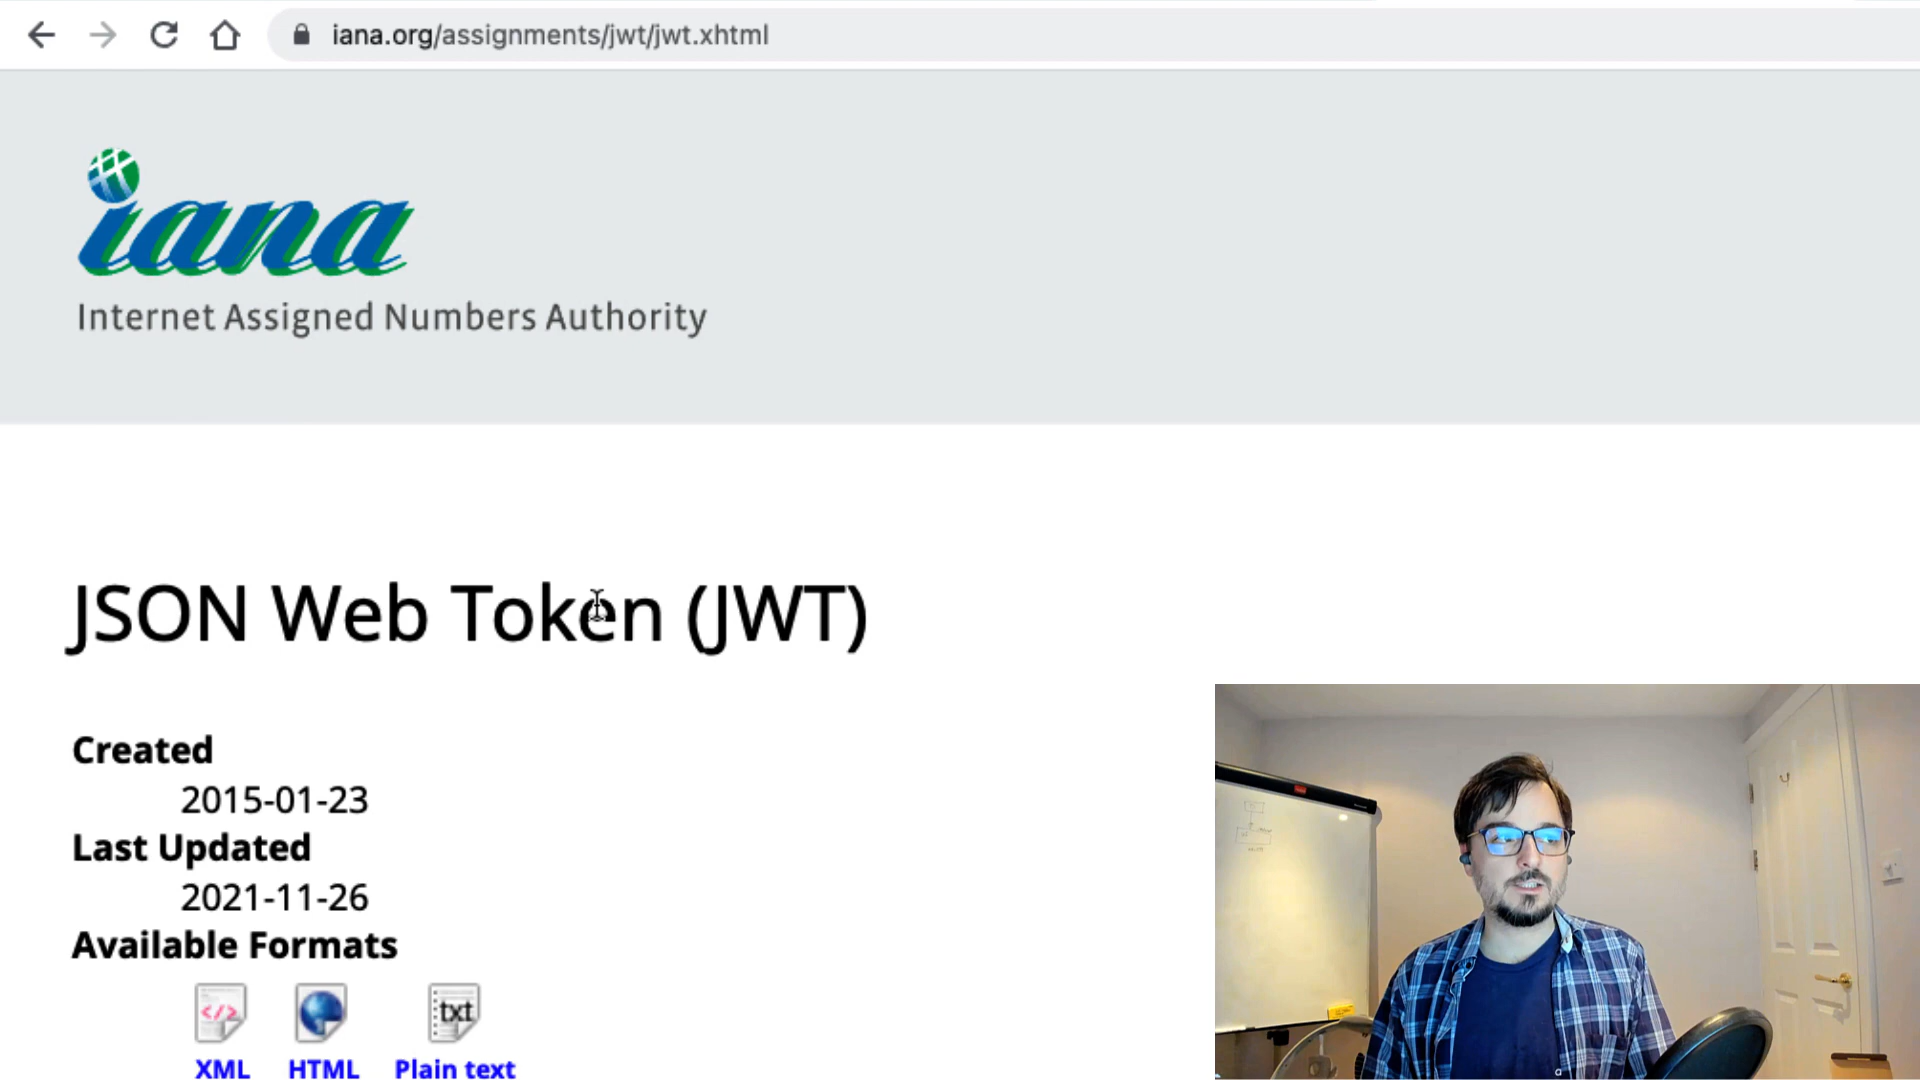 iana.org/assignments/jwt/jwt.xhtml
iana
Internet Assigned Numbers Authority
JSON Web Token (JWT)
Created
2015-01-23
Last Updated
2021-11-26
Available Formats
</>
txt
XML HTML Plain text